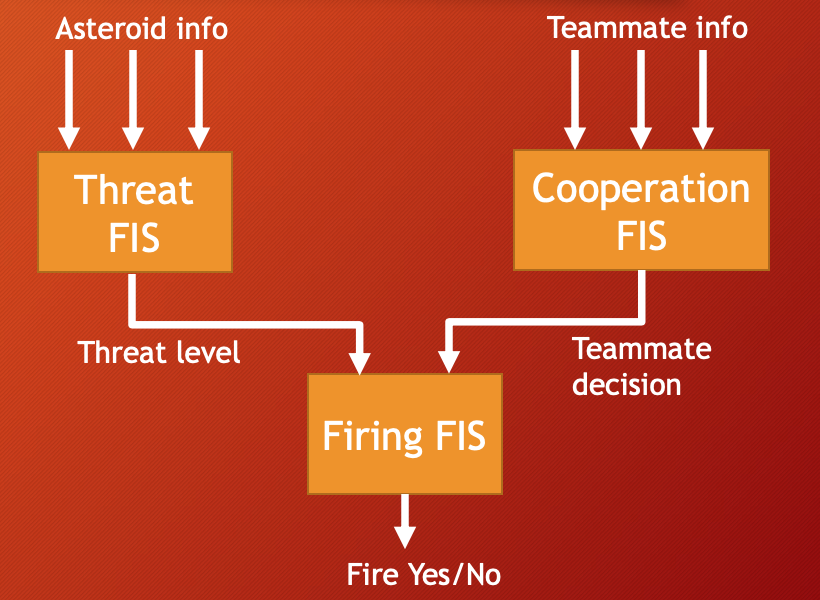 Asteroid info
Teammate info
Threat
FIS
Cooperation
FIS
Threat level
Teammate
decision
Firing FIS
Fire Yes/No